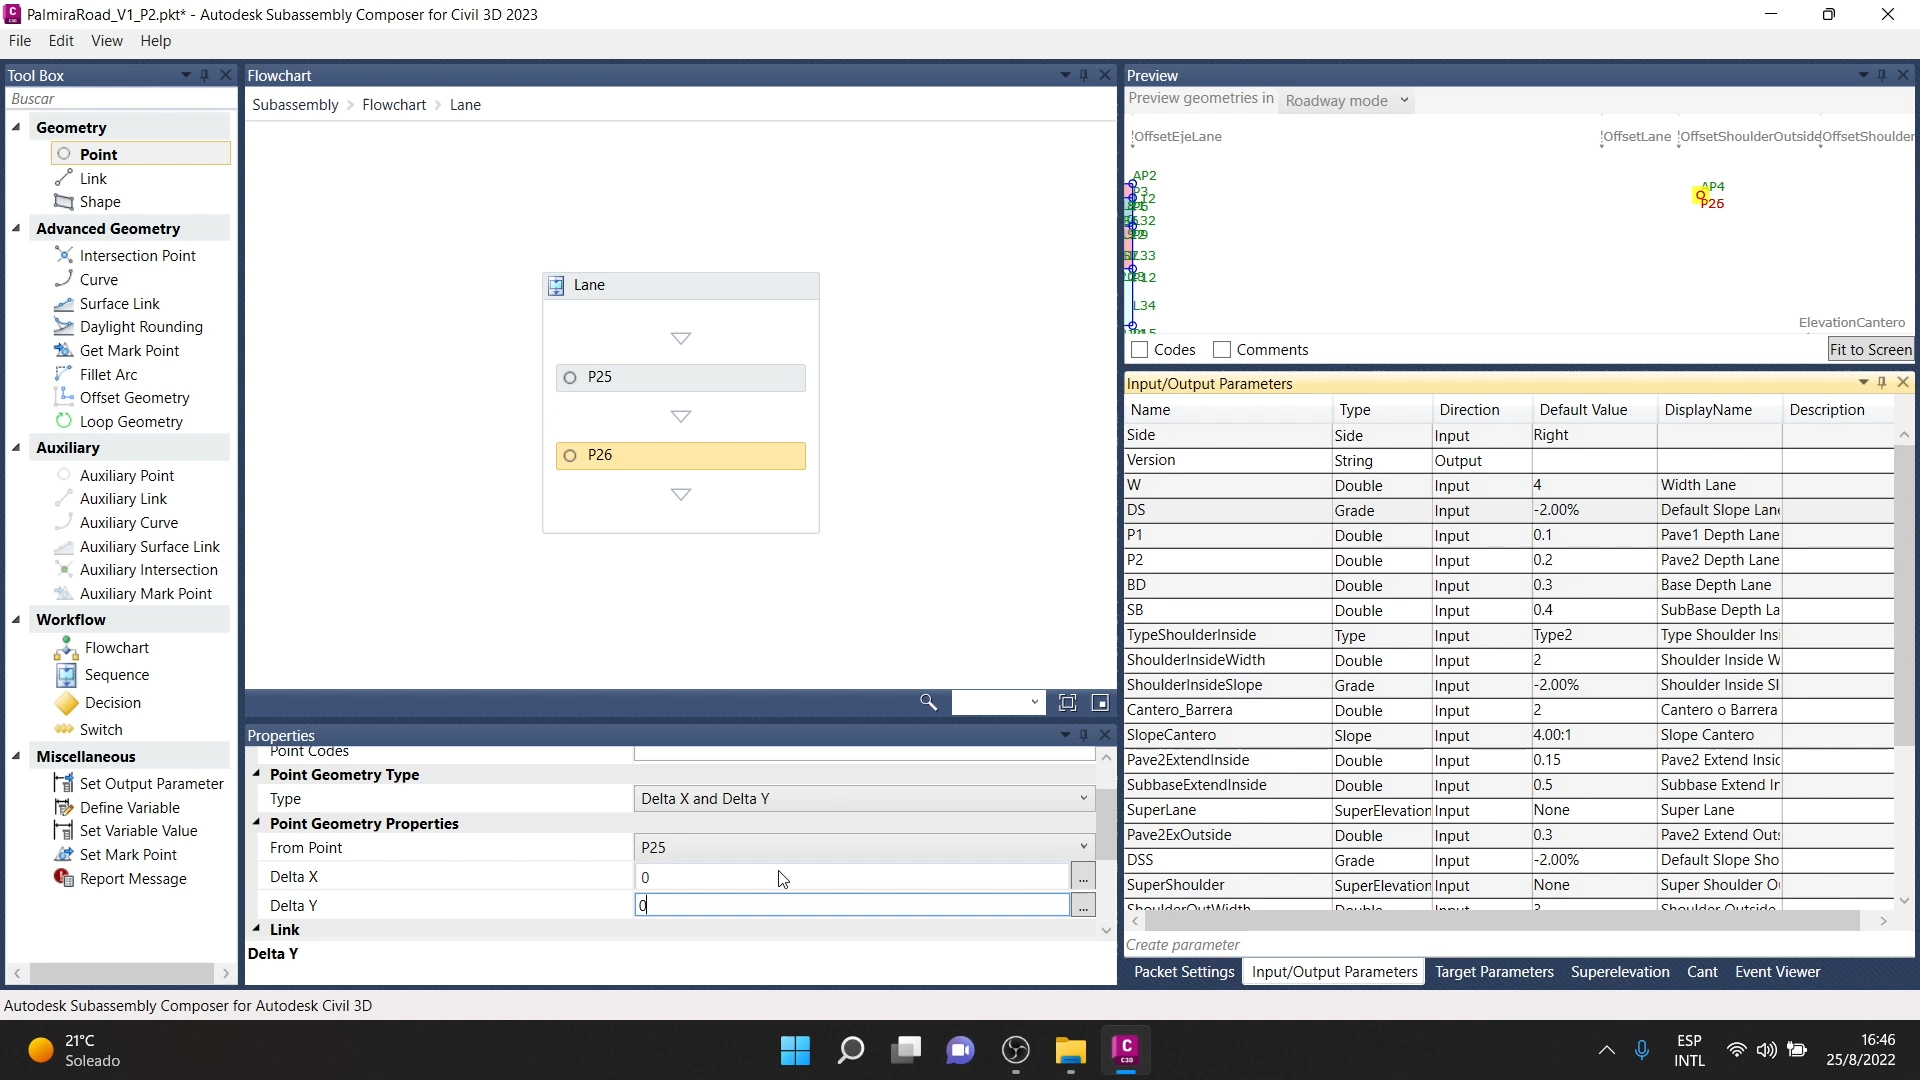 PalmiraRoad_V1_P2.pkt* - Autodesk Subassembly Composer for Civil 3D 2023
File Edit View Help
Tool Box
Buscar
Geometry
Point
Link
Shape
Advanced Geometry
Intersection Point
Curve
Surface Link
Daylight Rounding
Get Mark Point
Fillet Arc
Offset Geometry
Loop Geometry
Auxiliary
Auxiliary Point
Auxiliary Link
Auxiliary Curve
Auxiliary Surface Link
Auxiliary Intersection
Auxiliary Mark Point
Workflow
Flowchart
Sequence
Decision
Switch
Miscellaneous
Set Output Parameter
Define Variable
Set Variable Value
Set Mark Point
Report Message
Flowchart
Subassembly > Flowchart > Lane
Lane
P25
P26
Properties
Point Codes
Point Geometry Type
Type Delta X and Delta Y
Point Geometry Properties
From Point P25
Delta X 0 ...
Delta Y 0 ...
Link
Delta Y
Preview
Preview geometries in Roadway mode
OffsetEjeLane OffsetLane OffsetShoulderOutside OffsetShoulder
AP2
AP4
L32
L33
L34
ElevationCantero
Codes Comments Fit to Screen
Input/Output Parameters
Name Type Direction Default Value DisplayName Description
Side Side Input Right
Version String Output
W Double Input 4 Width Lane
DS Grade Input -2.00% Default Slope Lan
P1 Double Input 0.1 Pave1 Depth Lane
P2 Double Input 0.2 Pave2 Depth Lane
BD Double Input 0.3 Base Depth Lane
SB Double Input 0.4 SubBase Depth La
TypeShoulderInside Type Input Type2 Type Shoulder Insi
ShoulderInsideWidth Double Input 2 Shoulder Inside W
ShoulderInsideSlope Grade Input -2.00% Shoulder Inside Sl
Cantero_Barrera Double Input 2 Cantero o Barrera
SlopeCantero Slope Input 4.00:1 Slope Cantero
Pave2ExtendInside Double Input 0.15 Pave2 Extend Insic
SubbaseExtendInside Double Input 0.5 Subbase Extend Ir
SuperLane SuperElevation Input None Super Lane
Pave2ExOutside Double Input 0.3 Pave2 Extend Out
DSS Grade Input -2.00% Default Slope Sho
SuperShoulder SuperElevation Input None Super Shoulder O
Create parameter
Packet Settings Input/Output Parameters Target Parameters Superelevation Cant Event Viewer
Autodesk Subassembly Composer for Autodesk Civil 3D
21°C
Soleado
C
C3D
ESP
INTL
16:46
25/8/2022